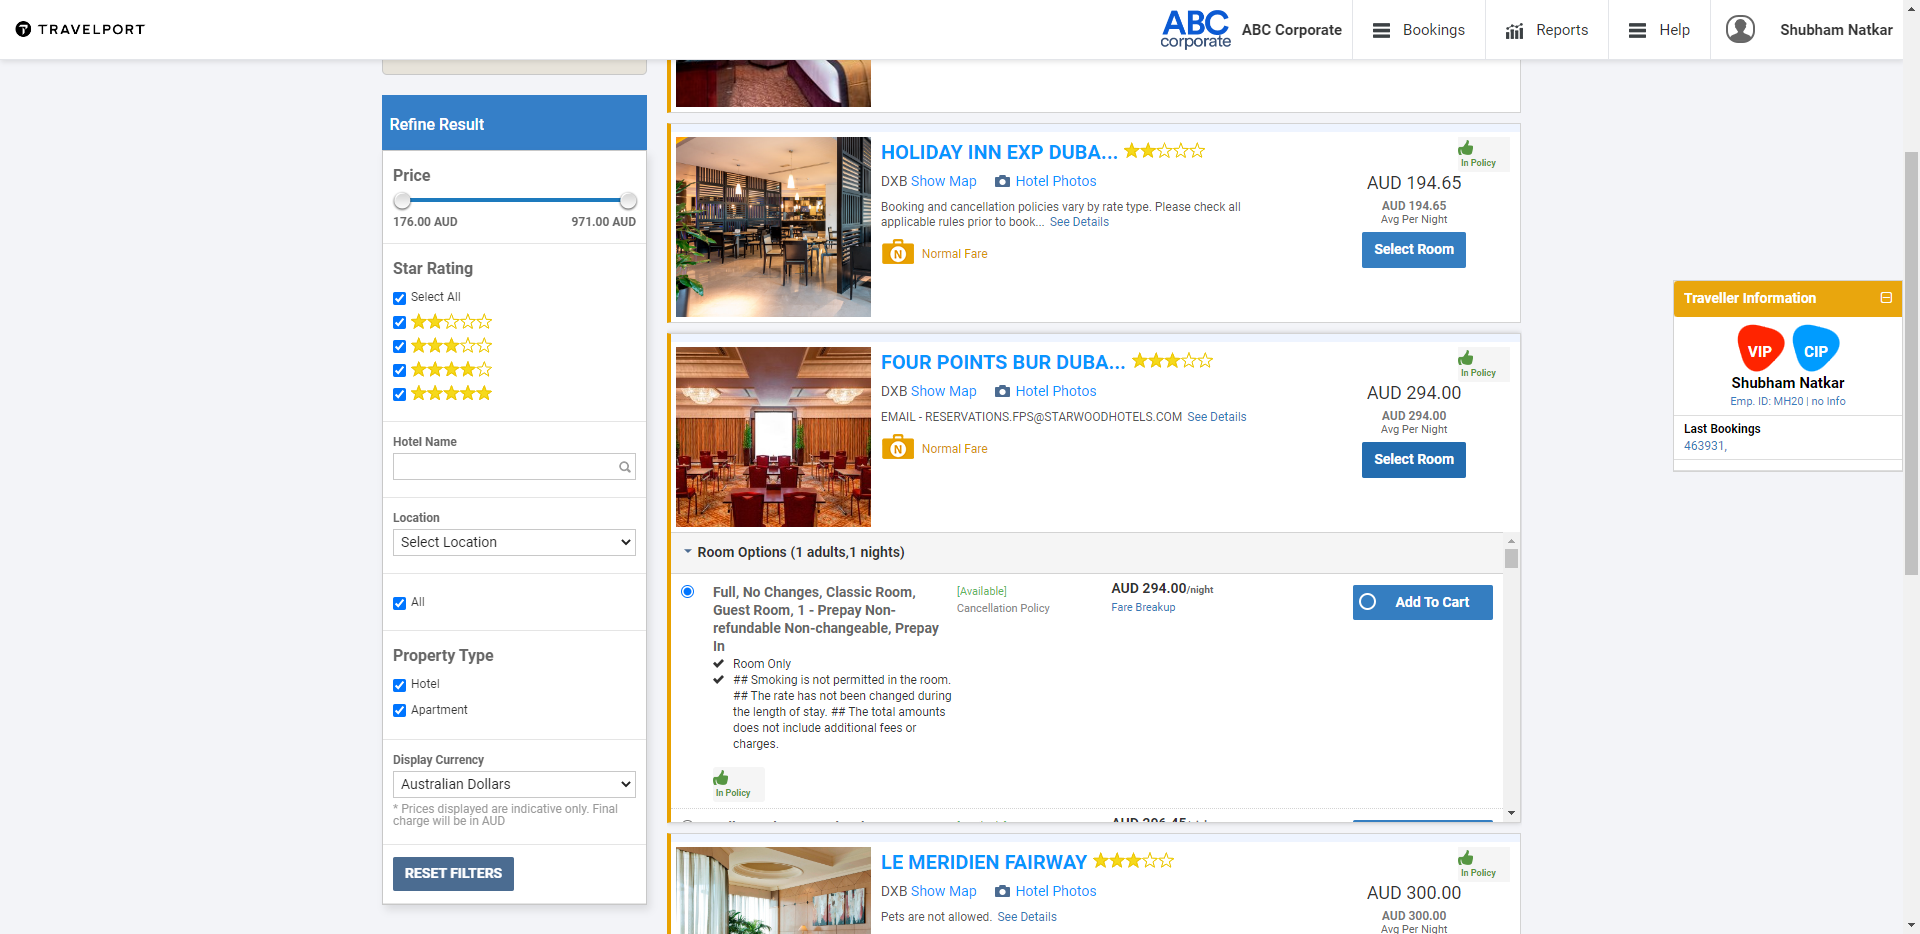 TRAVELPORT
ABC corporate
ABC Corporate
Bookings
Reports
Help
Shubham Natkar
Refine Result
Price
176.00 AUD
971.00 AUD
Star Rating
Select All
Hotel Name
Location
Select Location
All
Property Type
Hotel
Apartment
Display Currency
Australian Dollars
* Prices displayed are indicative only. Final
charge will be in AUD
RESET FILTERS
HOLIDAY INN EXP DUBA...
DXB Show Map Hotel Photos
Booking and cancellation policies vary by rate type. Please check all
applicable rules prior to book... See Details
N Normal Fare
In Policy
AUD 194.65
AUD 194.65
Avg Per Night
Select Room
FOUR POINTS BUR DUBA...
DXB Show Map Hotel Photos
EMAIL - RESERVATIONS.FPS@STARWOODHOTELS.COM See Details
N Normal Fare
In Policy
AUD 294.00
AUD 294.00
Avg Per Night
Select Room
Room Options (1 adults,1 nights)
Full, No Changes, Classic Room,
Guest Room, 1 - Prepay Non-
refundable Non-changeable, Prepay
In
Room Only
## Smoking is not permitted in the room.
## The rate has not been changed during
the length of stay. ## The total amounts
does not include additional fees or
charges.
In Policy
[Available]
Cancellation Policy
AUD 294.00/night
Fare Breakup
Add To Cart
LE MERIDIEN FAIRWAY
DXB Show Map Hotel Photos
Pets are not allowed. See Details
In Policy
AUD 300.00
AUD 300.00
Avg Per Night
Traveller Information
VIP
CIP
Shubham Natkar
Emp. ID: MH20 | no Info
Last Bookings
463931,